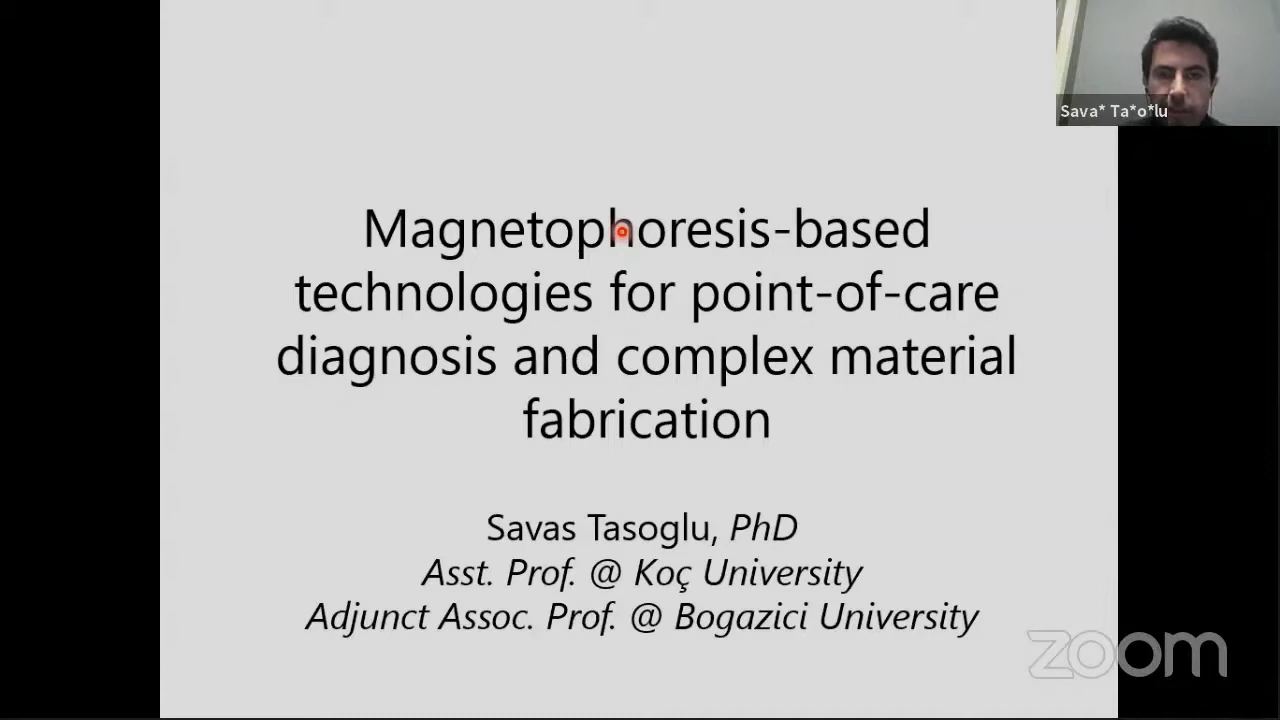 Sava* Ta*o*lu
Magnetophoresis-based
technologies for point-of-care
diagnosis and complex material
fabrication
Savas Tasoglu, PhD
Asst. Prof. @ Koç University
Adjunct Assoc. Prof. @ Bogazici University
zoom